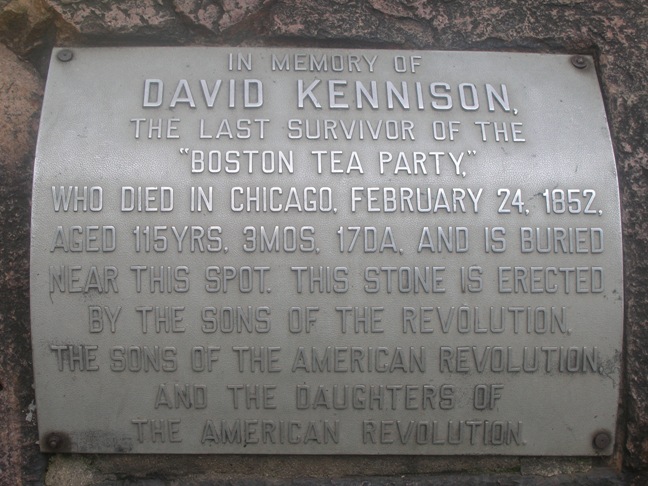 IN MEMORY OF
DAVID KENNISON,
THE LAST SURVIVOR OF THE
"BOSTON TEA PARTY,"
WHO DIED IN CHICAGO, FEBRUARY 24, 1852,
AGED 115YRS. 3MOS. 17DA. AND IS BURIED
NEAR THIS SPOT. THIS STONE IS ERECTED
BY THE SONS OF THE REVOLUTION,
THE SONS OF THE AMERICAN REVOLUTION,
AND THE DAUGHTERS OF
THE AMERICAN REVOLUTION.